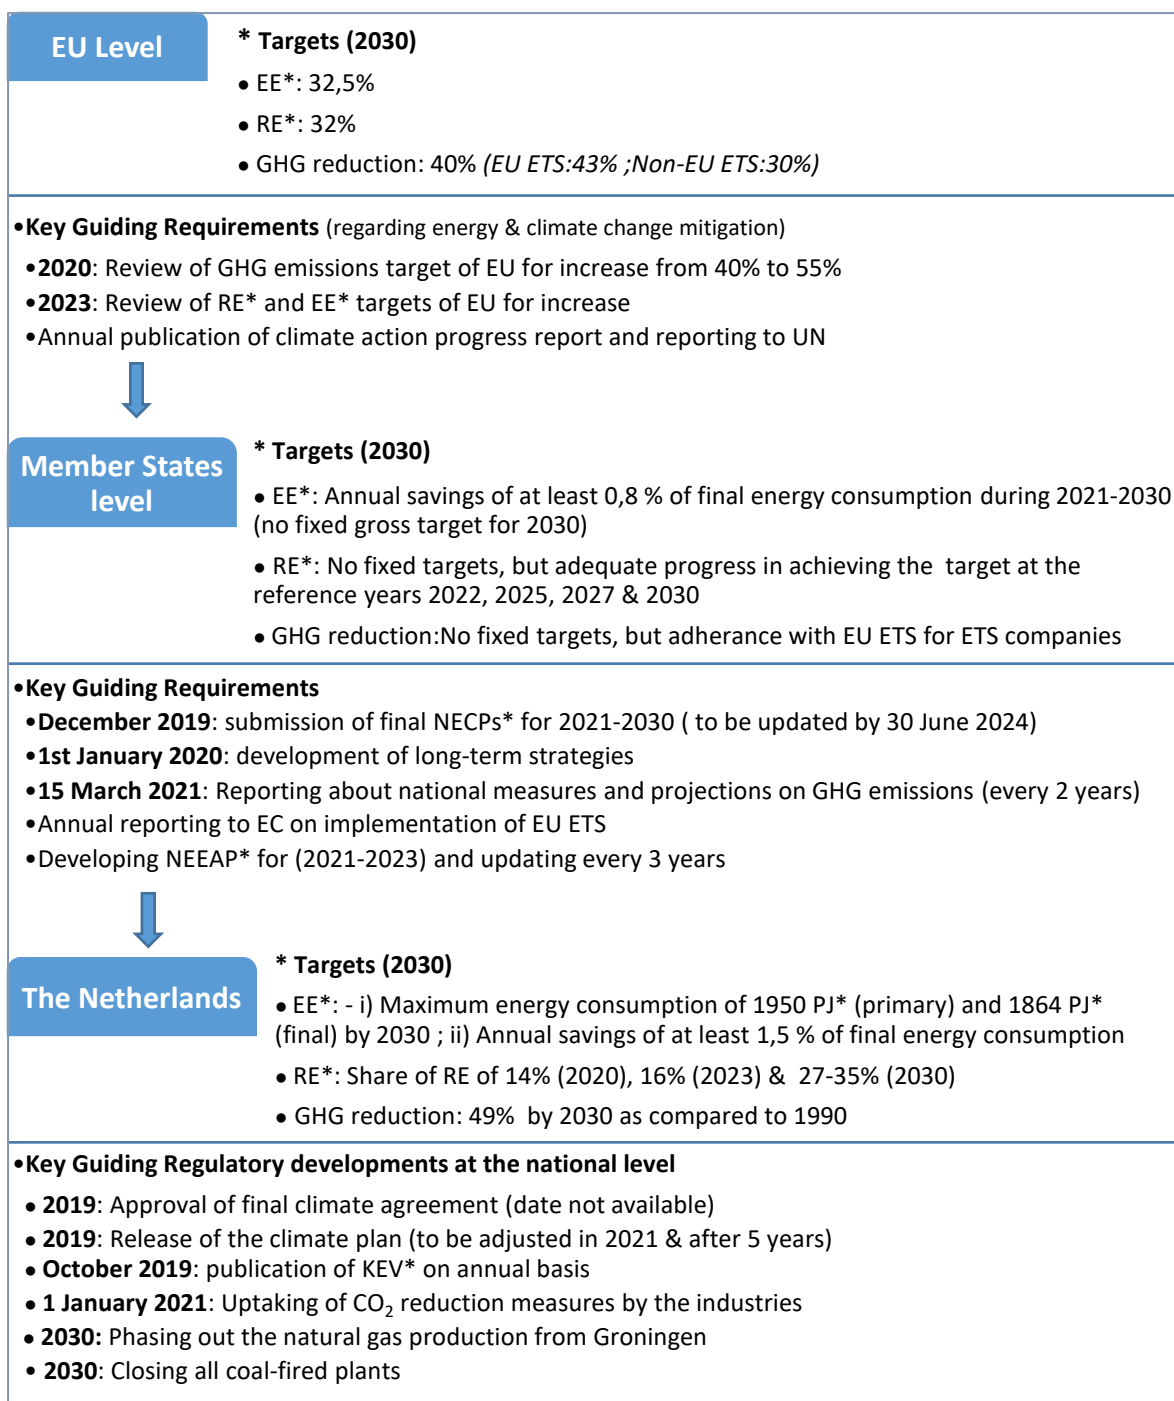 EU Level
* Targets (2030)
● EE*: 32,5%
● RE*: 32%
● GHG reduction: 40% (EU ETS:43% ;Non-EU ETS:30%)
•Key Guiding Requirements (regarding energy & climate change mitigation)
•2020: Review of GHG emissions target of EU for increase from 40% to 55%
•2023: Review of RE* and EE* targets of EU for increase
•Annual publication of climate action progress report and reporting to UN
Member States
level
* Targets (2030)
● EE*: Annual savings of at least 0,8 % of final energy consumption during 2021-2030
(no fixed gross target for 2030)
● RE*: No fixed targets, but adequate progress in achieving the target at the
reference years 2022, 2025, 2027 & 2030
● GHG reduction:No fixed targets, but adherance with EU ETS for ETS companies
•Key Guiding Requirements
•December 2019: submission of final NECPs* for 2021-2030 ( to be updated by 30 June 2024)
•1st January 2020: development of long-term strategies
•15 March 2021: Reporting about national measures and projections on GHG emissions (every 2 years)
•Annual reporting to EC on implementation of EU ETS
•Developing NEEAP* for (2021-2023) and updating every 3 years
The Netherlands
* Targets (2030)
● EE*: - i) Maximum energy consumption of 1950 PJ* (primary) and 1864 PJ*
(final) by 2030 ; ii) Annual savings of at least 1,5 % of final energy consumption
● RE*: Share of RE of 14% (2020), 16% (2023) & 27-35% (2030)
● GHG reduction: 49% by 2030 as compared to 1990
•Key Guiding Regulatory developments at the national level
● 2019: Approval of final climate agreement (date not available)
● 2019: Release of the climate plan (to be adjusted in 2021 & after 5 years)
● October 2019: publication of KEV* on annual basis
● 1 January 2021: Uptaking of CO₂ reduction measures by the industries
● 2030: Phasing out the natural gas production from Groningen
• 2030: Closing all coal-fired plants